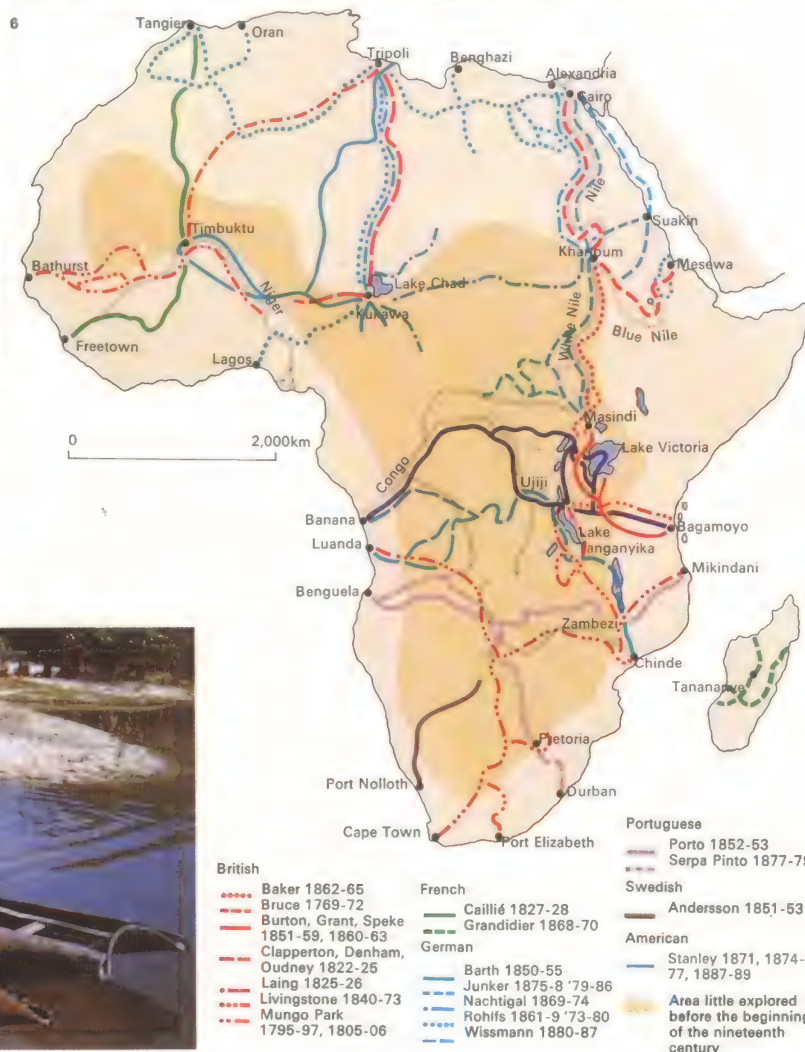 6
Tangier
Oran
Tripoli
Benghazi
Alexandria
Cairo
Nile
Suakin
Timbuktu
Khartoum
Mesewa
Bathurst
Niger
Lake Chad
Kukawa
Blue Nile
White Nile
Freetown
Lagos
Masindi
0 2,000km
Lake Victoria
Congo
Ujiji
Banana
Bagamoyo
Luanda
Lake
Tanganyika
Mikindani
Benguela
Zambezi
Chinde
Tananarive
Pretoria
Port Nolloth
Durban
Cape Town
Port Elizabeth
British
Baker 1862-65
Bruce 1769-72
Burton, Grant, Speke
1851-59, 1860-63
Clapperton, Denham,
Oudney 1822-25
Laing 1825-26
Livingstone 1840-73
Mungo Park
1795-97, 1805-06
French
Caillié 1827-28
Grandidier 1868-70
German
Barth 1850-55
Junker 1875-8 '79-86
Nachtigal 1869-74
Rohlfs 1861-9 '73-80
Wissmann 1880-87
Portuguese
Porto 1852-53
Serpa Pinto 1877-79
Swedish
Andersson 1851-53
American
Stanley 1871, 1874-
77, 1887-89
Area little explored
before the beginning
of the nineteenth
century